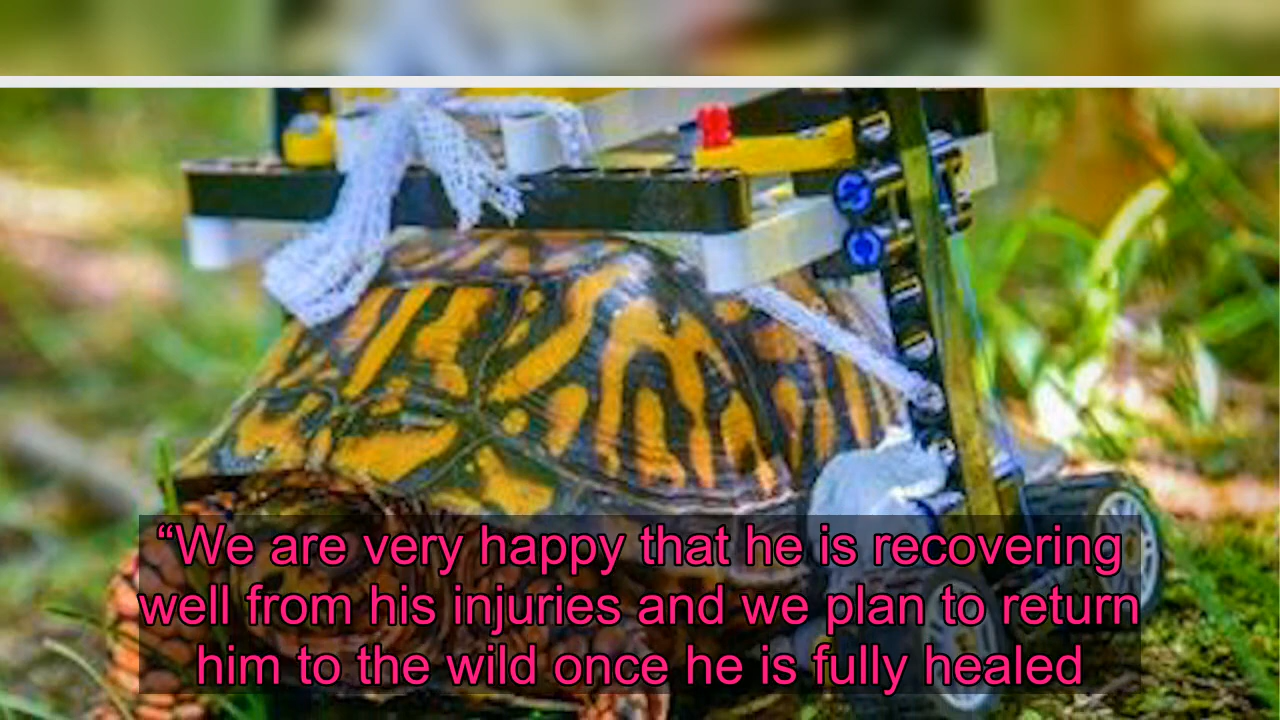 “We are very happy that he is recovering
well from his injuries and we plan to return
him to the wild once he is fully healed